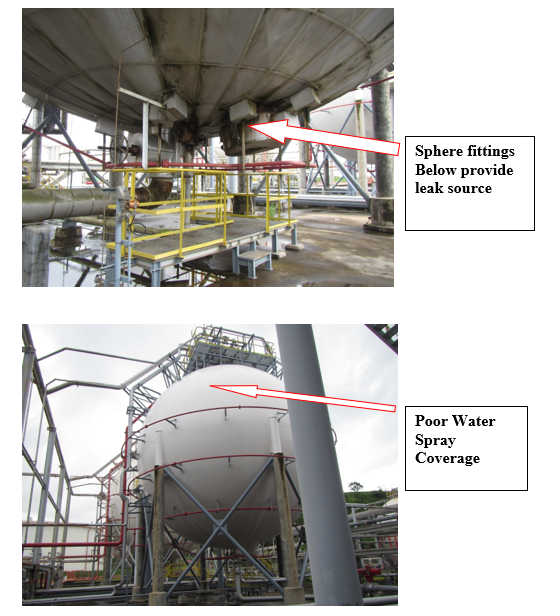 Sphere fittings
Below provide
leak source
Poor Water
Spray
Coverage